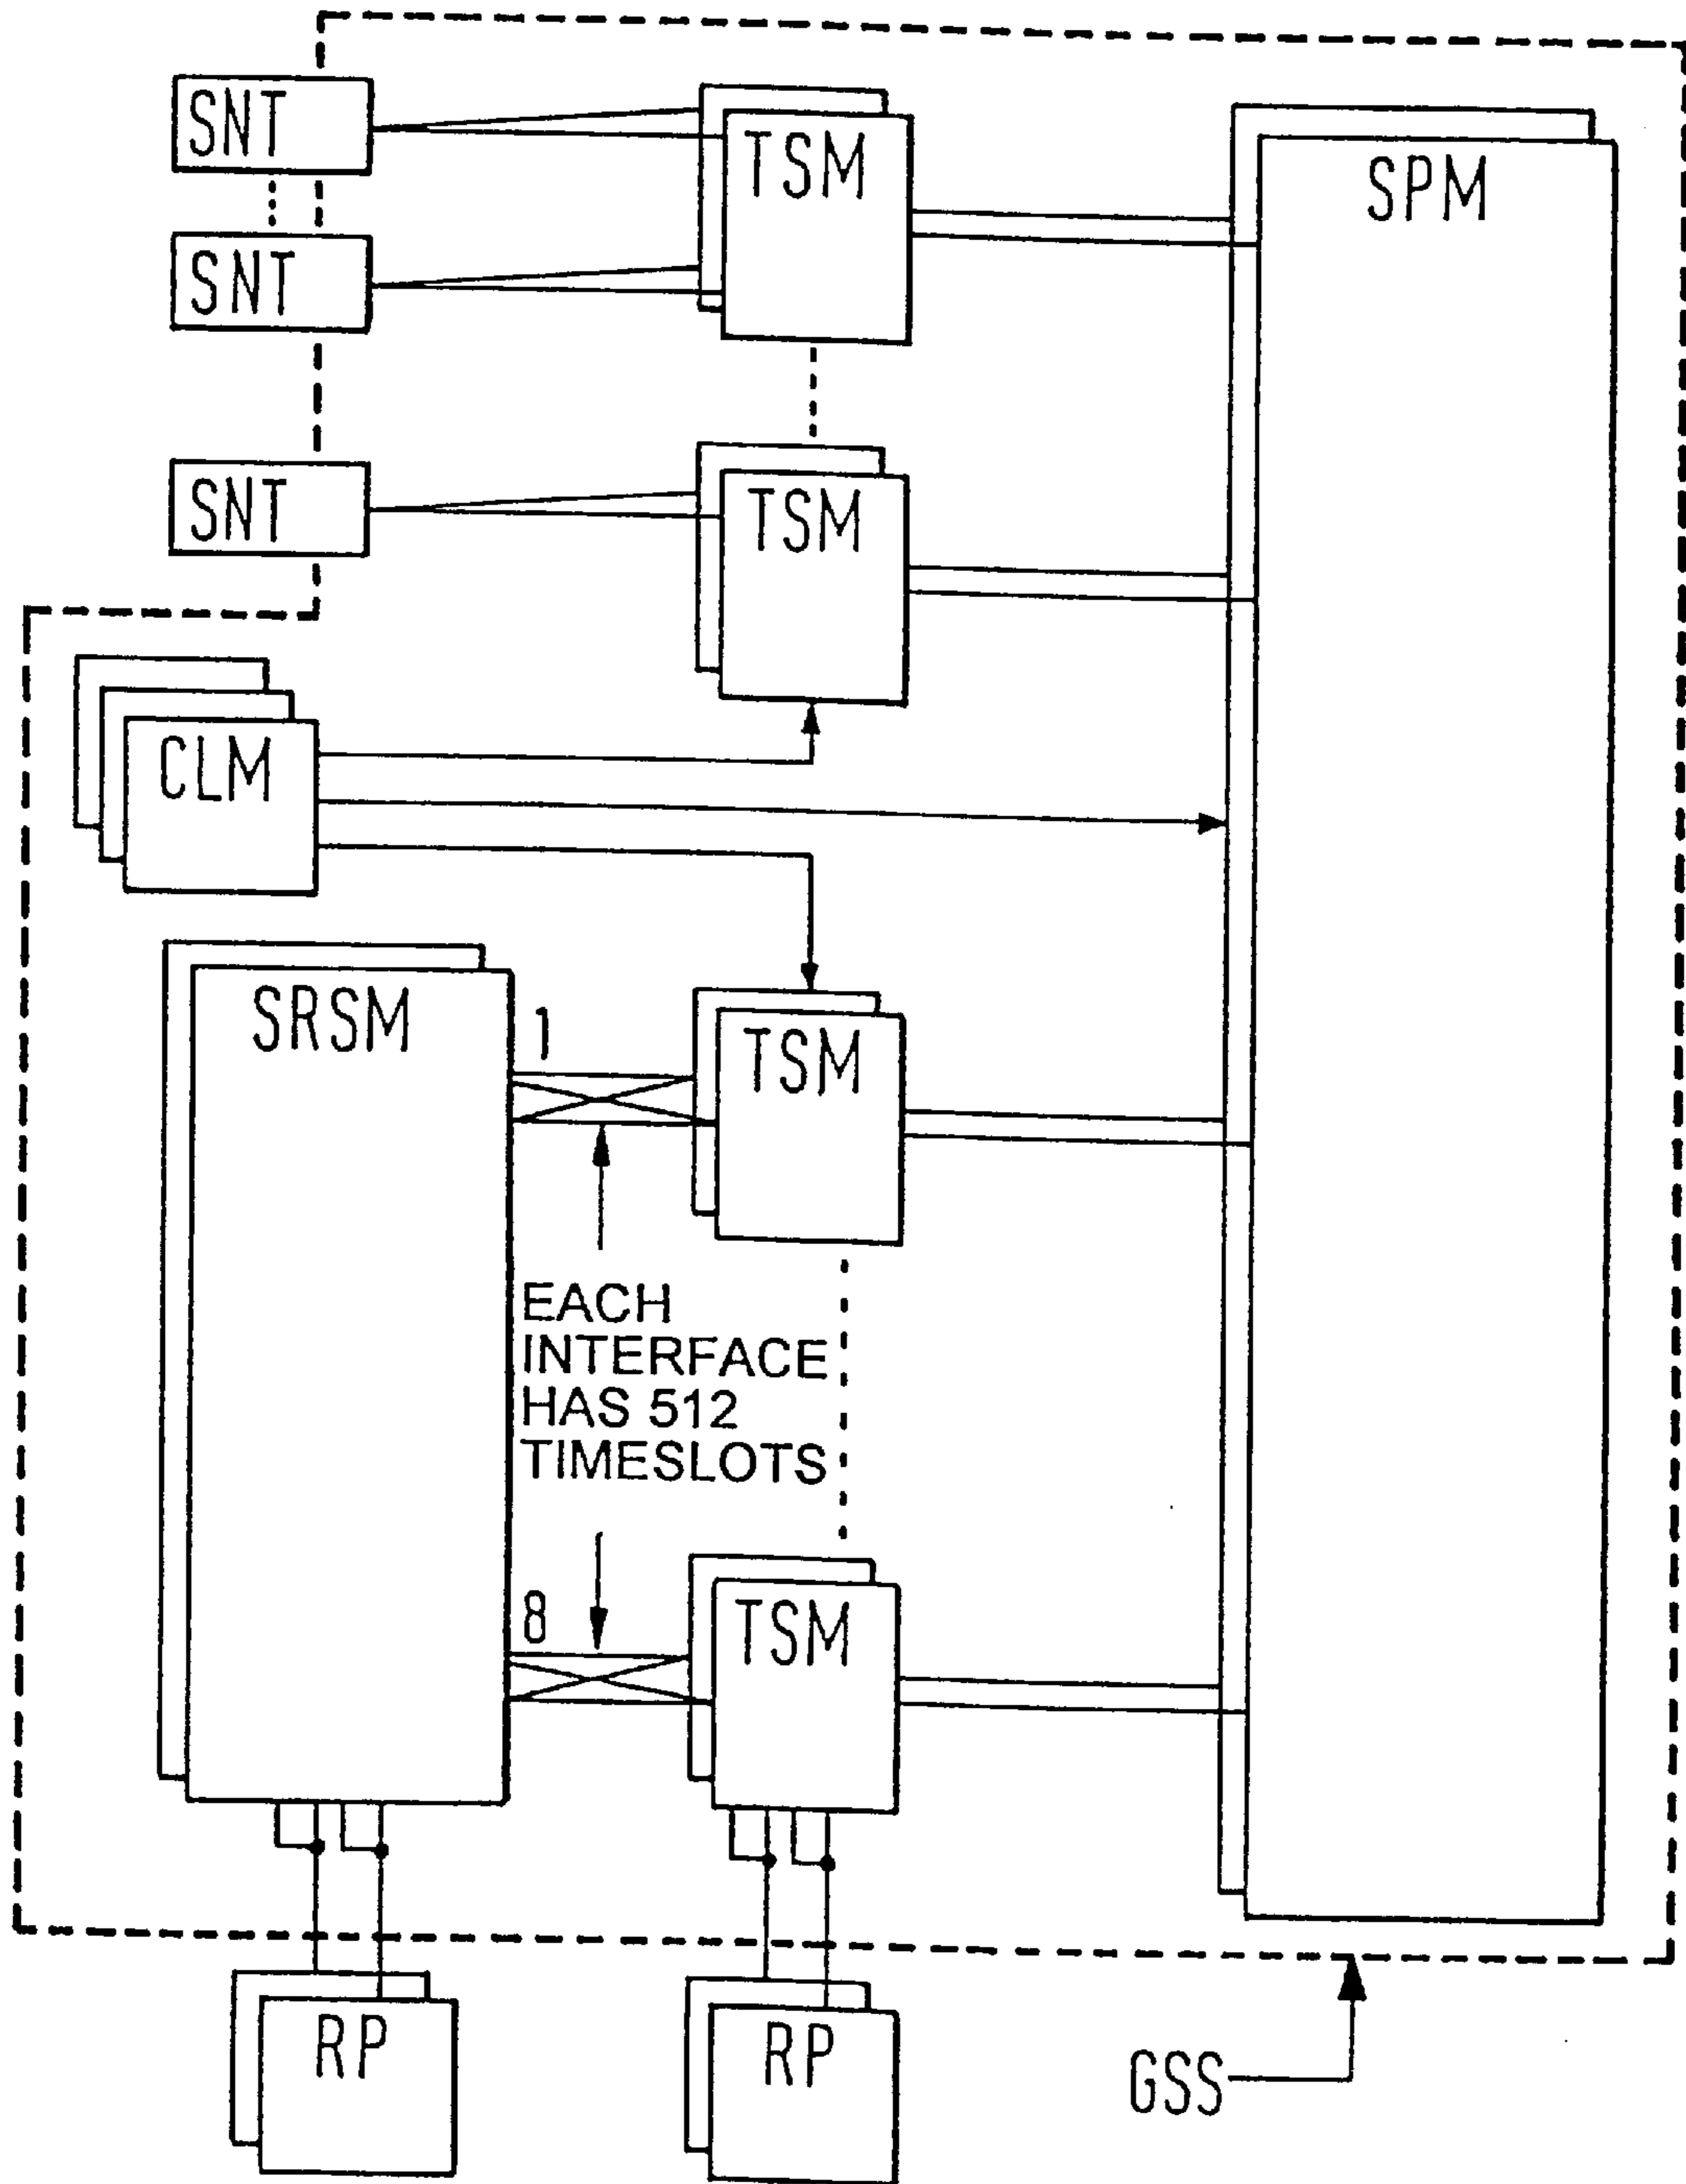 SNT
TSM
SPM
SNT
SNT
TSM
CLM
SRSM
1
TSM
EACH
INTERFACE
HAS 512
TIMESLOTS
8
TSM
RP
RP
GSS